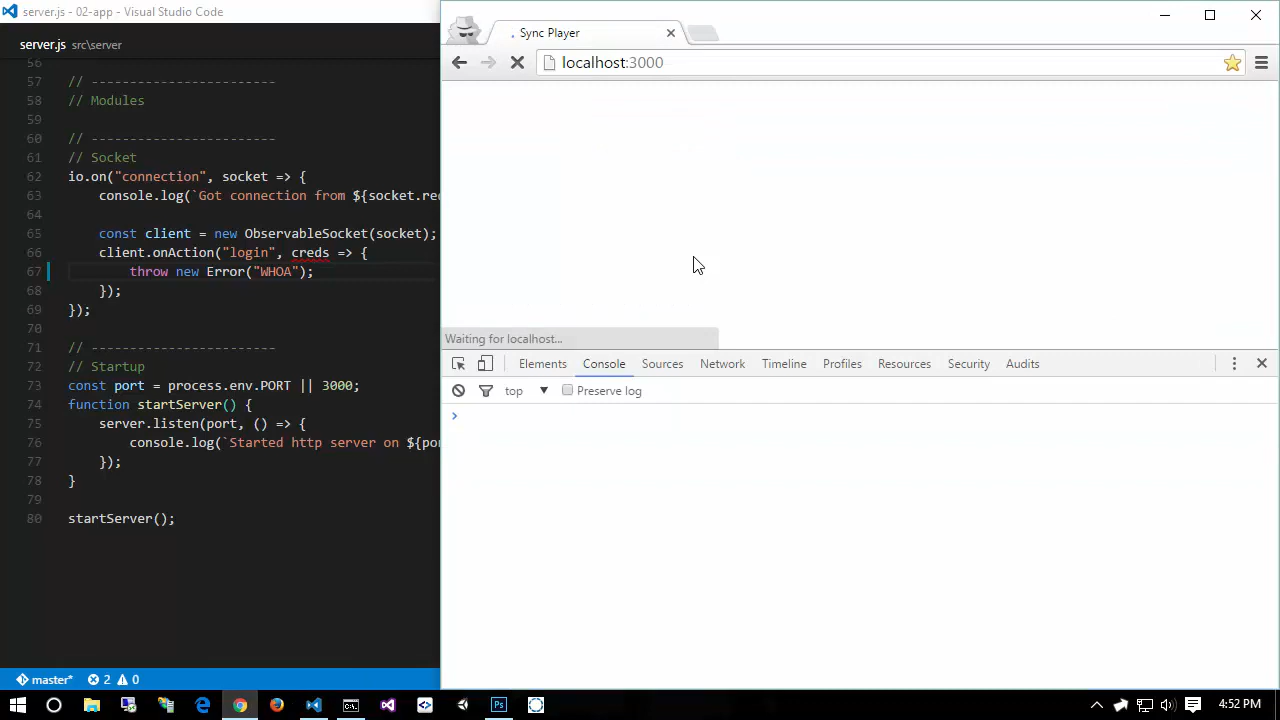 server.js - 02-app - Visual Studio Code
server.js src\server
56
57 // ------------------------
58 // Modules
59
60 // ------------------------
61 // Socket
62 io.on("connection", socket => {
63 console.log(`Got connection from ${socket.req
64
65 const client = new ObservableSocket(socket);
66 client.onAction("login", creds => {
67 throw new Error("WHOA");
68 });
69 });
70
71 // ------------------------
72 // Startup
73 const port = process.env.PORT || 3000;
74 function startServer() {
75 server.listen(port, () => {
76 console.log(`Started http server on ${por
77 });
78 }
79
80 startServer();
master* 2 0
Sync Player
localhost:3000
Waiting for localhost...
Elements Console Sources Network Timeline Profiles Resources Security Audits
top Preserve log
4:52 PM